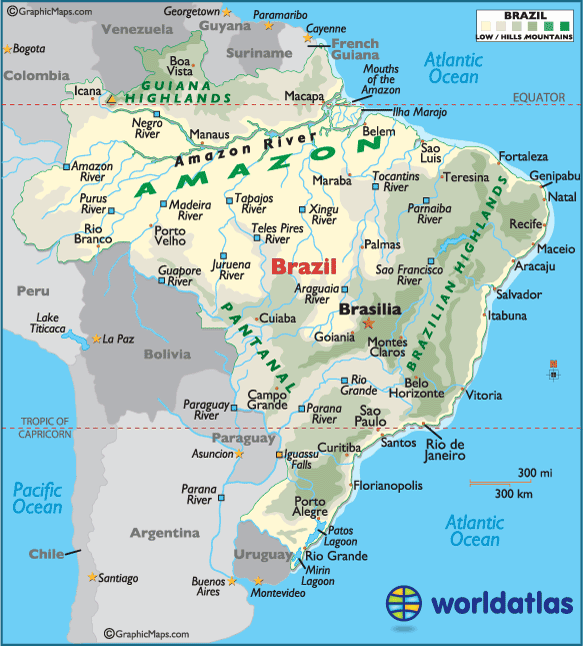 ©GraphicMaps.com
Georgetown
Paramaribo
Venezuela
Guyana
Cayenne
BRAZIL
LOW / HILLS MOUNTAINS
Bogota
Suriname
French
Guiana
Atlantic
Ocean
Colombia
Boa
Vista
Mouths
of the
Amazon
Icana
GUIANA
HIGHLANDS
Macapa
EQUATOR
Ilha Marajo
Negro
River
Manaus
Amazon River
Belem
AMAZON
Sao
Luis
Fortaleza
Amazon
River
Maraba
Tocantins
River
Teresina
Genipabu
Natal
Purus
River
Madeira
River
Tabajos
River
Xingu
River
Parnaiba
River
Recife
Rio
Branco
Porto
Velho
Teles Pires
River
Palmas
Maceio
Guapore
River
Juruena
River
Brazil
Sao Francisco
River
Aracaju
Peru
Araguaia
River
Salvador
Lake
Titicaca
La Paz
PANTANAL
Cuiaba
Brasilia
BRAZILIAN HIGHLANDS
Itabuna
Bolivia
Goiania
Montes
Claros
Campo
Grande
Rio
Grande
Belo
Horizonte
Vitoria
Paraguay
River
Parana
River
Sao
Paulo
TROPIC OF
CAPRICORN
Paraguay
Santos
Rio de
Janeiro
Asuncion
Iguassu
Falls
Curitiba
Parana
River
Florianopolis
300 mi
300 km
Pacific
Ocean
Porto
Alegre
Atlantic
Ocean
Argentina
Patos
Lagoon
Chile
Uruguay
Rio Grande
Mirin
Lagoon
Santiago
Buenos
Aires
Montevideo
worldatlas
©GraphicMaps.com